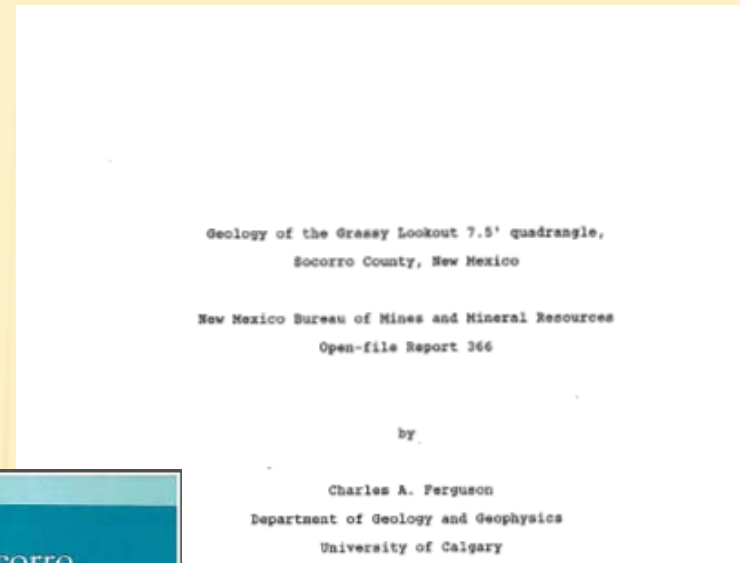 Geology of the Grassy Lookout 7.5' quadrangle,
Socorro County, New Mexico
New Mexico Bureau of Mines and Mineral Resources
Open-file Report 366
by
Charles A. Ferguson
Department of Geology and Geophysics
University of Calgary